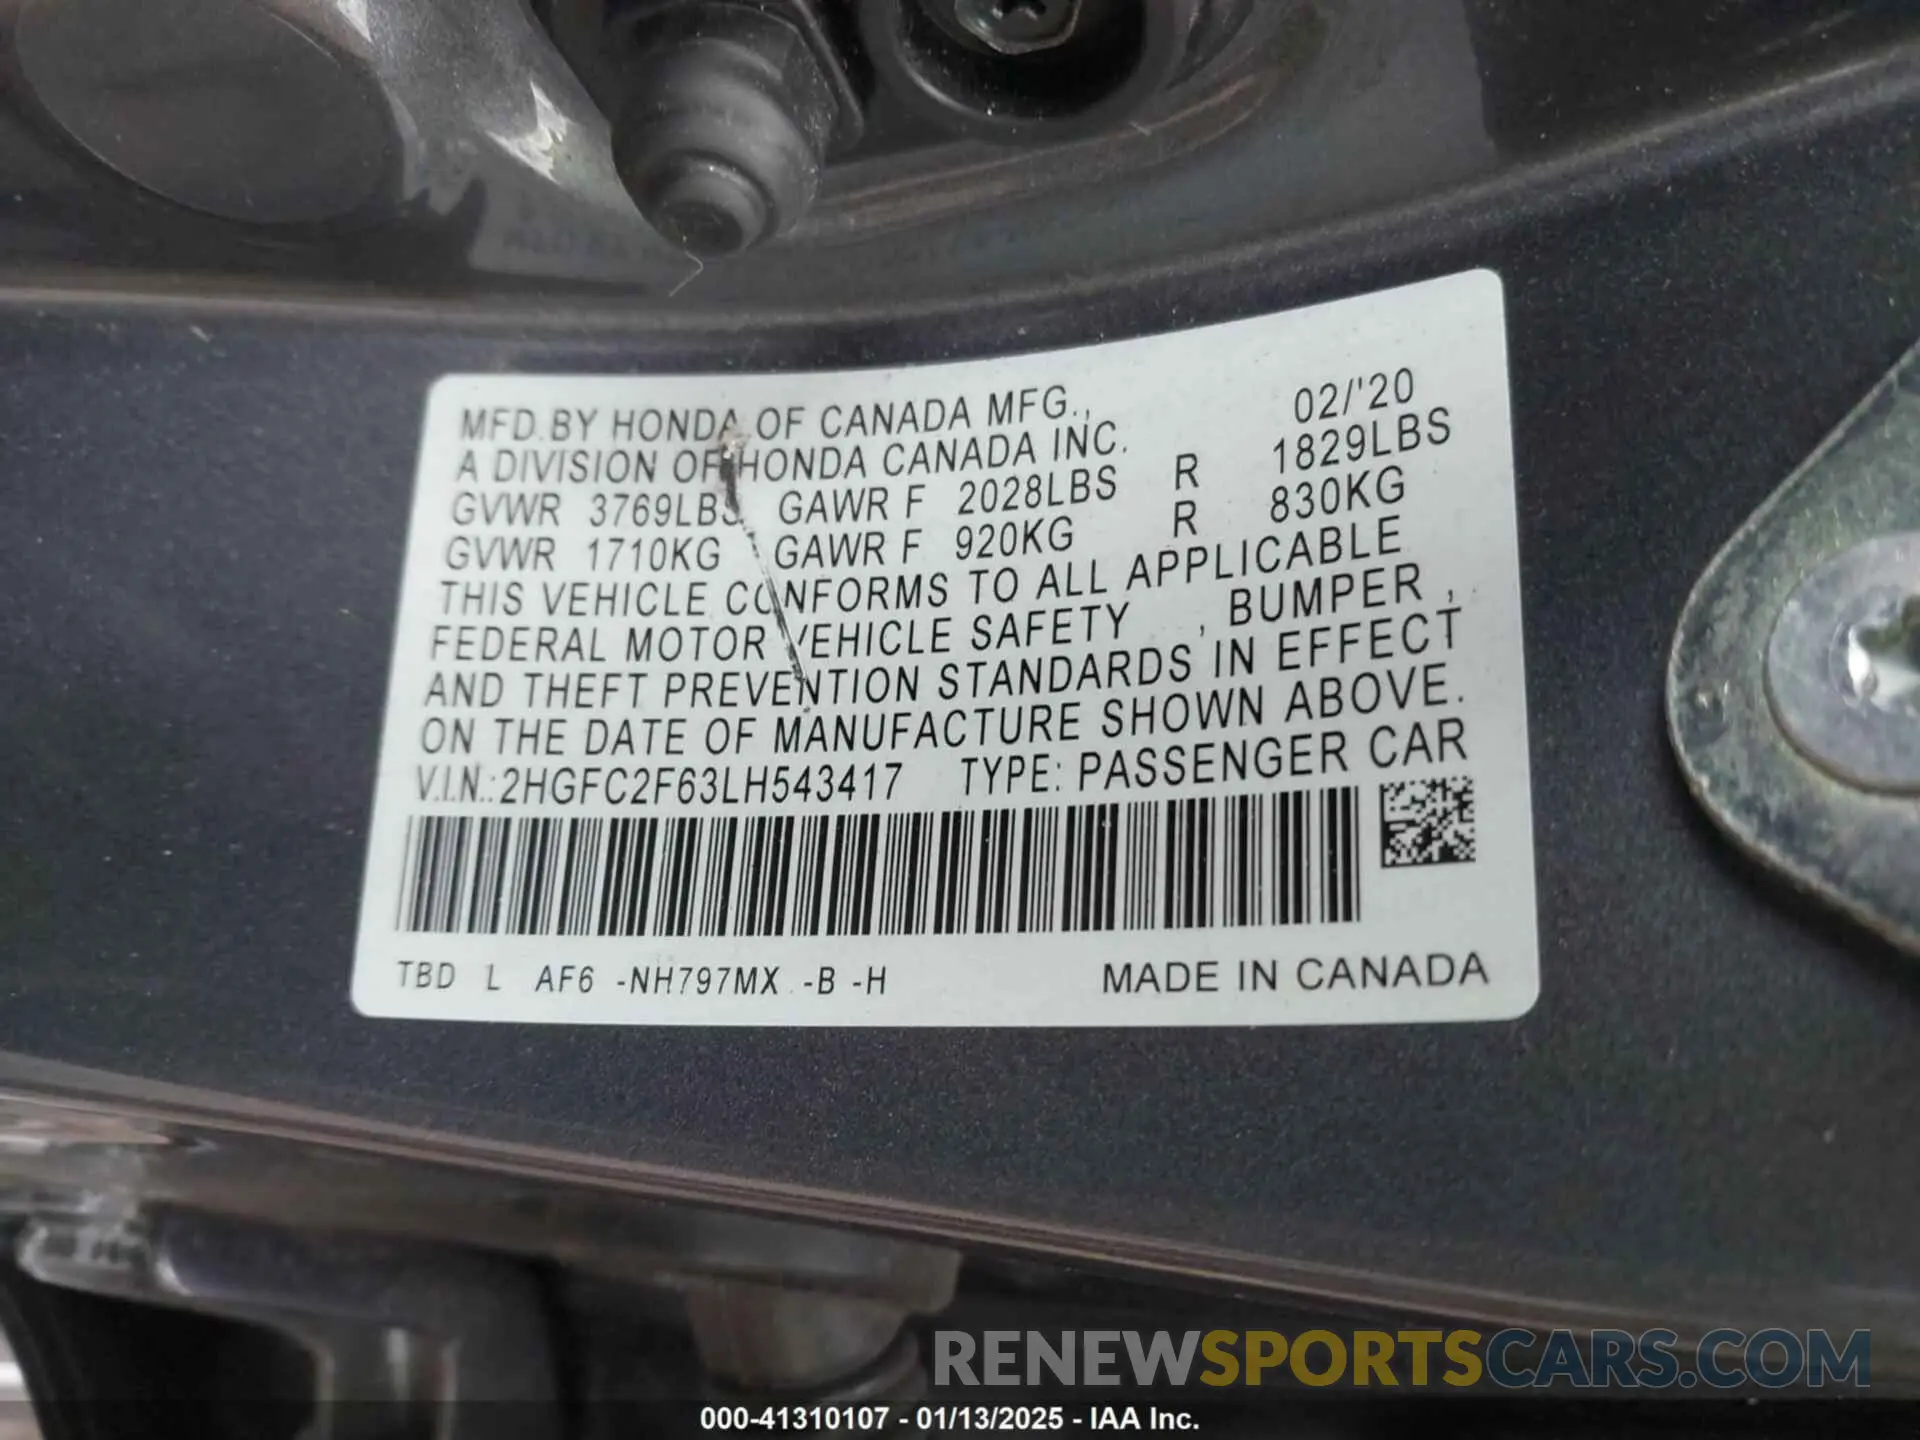 MFD. BY HONDA OF CANADA MFG., 02/'20
A DIVISION OF HONDA CANADA INC.
GVWR 3769LBS GAWR F 2028LBS R 1829LBS
GVWR 1710KG GAWR F 920KG R 830KG
THIS VEHICLE CONFORMS TO ALL APPLICABLE
FEDERAL MOTOR VEHICLE SAFETY , BUMPER ,
AND THEFT PREVENTION STANDARDS IN EFFECT
ON THE DATE OF MANUFACTURE SHOWN ABOVE.
V.I.N.: 2HGFC2F63LH543417 TYPE: PASSENGER CAR
TBD L AF6 -NH797MX -B -H MADE IN CANADA
RENEWSPORTSCARS.COM
000-41310107 - 01/13/2025 - IAA Inc.